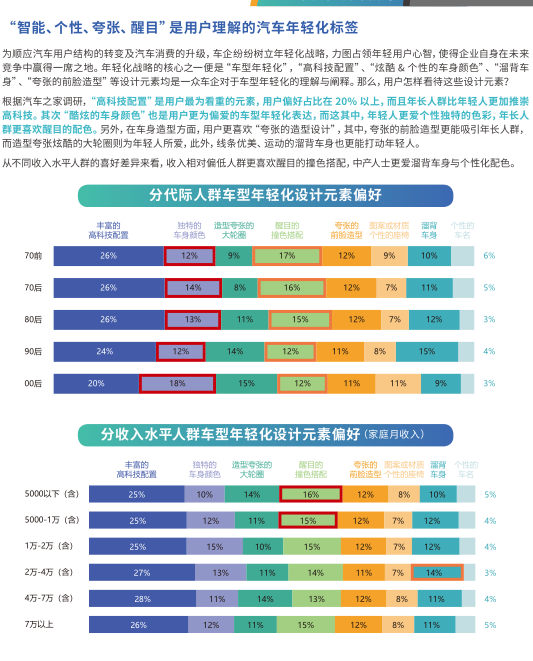 “智能、个性、夸张、醒目”是用户理解的汽车年轻化标签
为顺应汽车用户结构的转变及汽车消费的升级，车企纷纷树立年轻化战略，力图占领年轻用户心智，使得企业自身在未来
竞争中赢得一席之地。年轻化战略的核心之一便是“车型年轻化”，“高科技配置”、“炫酷 & 个性的车身颜色”、“溜背车
身”、“夸张的前脸造型”等设计元素均是一众车企对于车型年轻化的理解与阐释。那么，用户怎样看待这些设计元素？
根据汽车之家调研，“高科技配置”是用户最为看重的元素，用户偏好占比在 20% 以上，而且年长人群比年轻人更加推崇
高科技。其次“酷炫的车身颜色”也是用户更为偏爱的车型年轻化表达，而这其中，年轻人更爱个性独特的色彩，年长人
群更喜欢醒目的配色。另外，在车身造型方面，用户更喜欢“夸张的造型设计”，其中，夸张的前脸造型更能吸引年长人群，
而造型夸张炫酷的大轮圈则为年轻人所爱，此外，线条优美、运动的溜背车身也更能打动年轻人。
从不同收入水平人群的喜好差异来看，收入相对偏低人群更喜欢醒目的撞色搭配，中产人士更爱溜背车身与个性化配色。
分代际人群车型年轻化设计元素偏好
丰富的 独特的 造型夸张的 醒目的 夸张的 图案或材质 溜背 个性的
高科技配置 车身颜色 大轮圈 撞色搭配 前脸造型 个性的座椅 车身 车名
70前 26% 12% 9% 17% 12% 9% 10% 6%
70后 26% 14% 8% 16% 12% 7% 11% 5%
80后 26% 13% 11% 15% 12% 7% 12% 3%
90后 24% 12% 14% 12% 11% 8% 15% 4%
00后 20% 18% 15% 12% 11% 11% 9% 3%
分收入水平人群车型年轻化设计元素偏好（家庭月收入）
丰富的 独特的 造型夸张的 醒目的 夸张的 图案或材质 溜背 个性的
高科技配置 车身颜色 大轮圈 撞色搭配 前脸造型 个性的座椅 车身 车名
5000以下（含） 25% 10% 14% 16% 12% 8% 10% 5%
5000-1万（含） 25% 12% 11% 15% 12% 7% 12% 4%
1万-2万（含） 25% 15% 10% 15% 12% 7% 12% 4%
2万-4万（含） 27% 13% 11% 14% 11% 7% 14% 3%
4万-7万（含） 28% 11% 14% 13% 12% 8% 11% 4%
7万以上 26% 12% 11% 15% 12% 8% 11% 5%